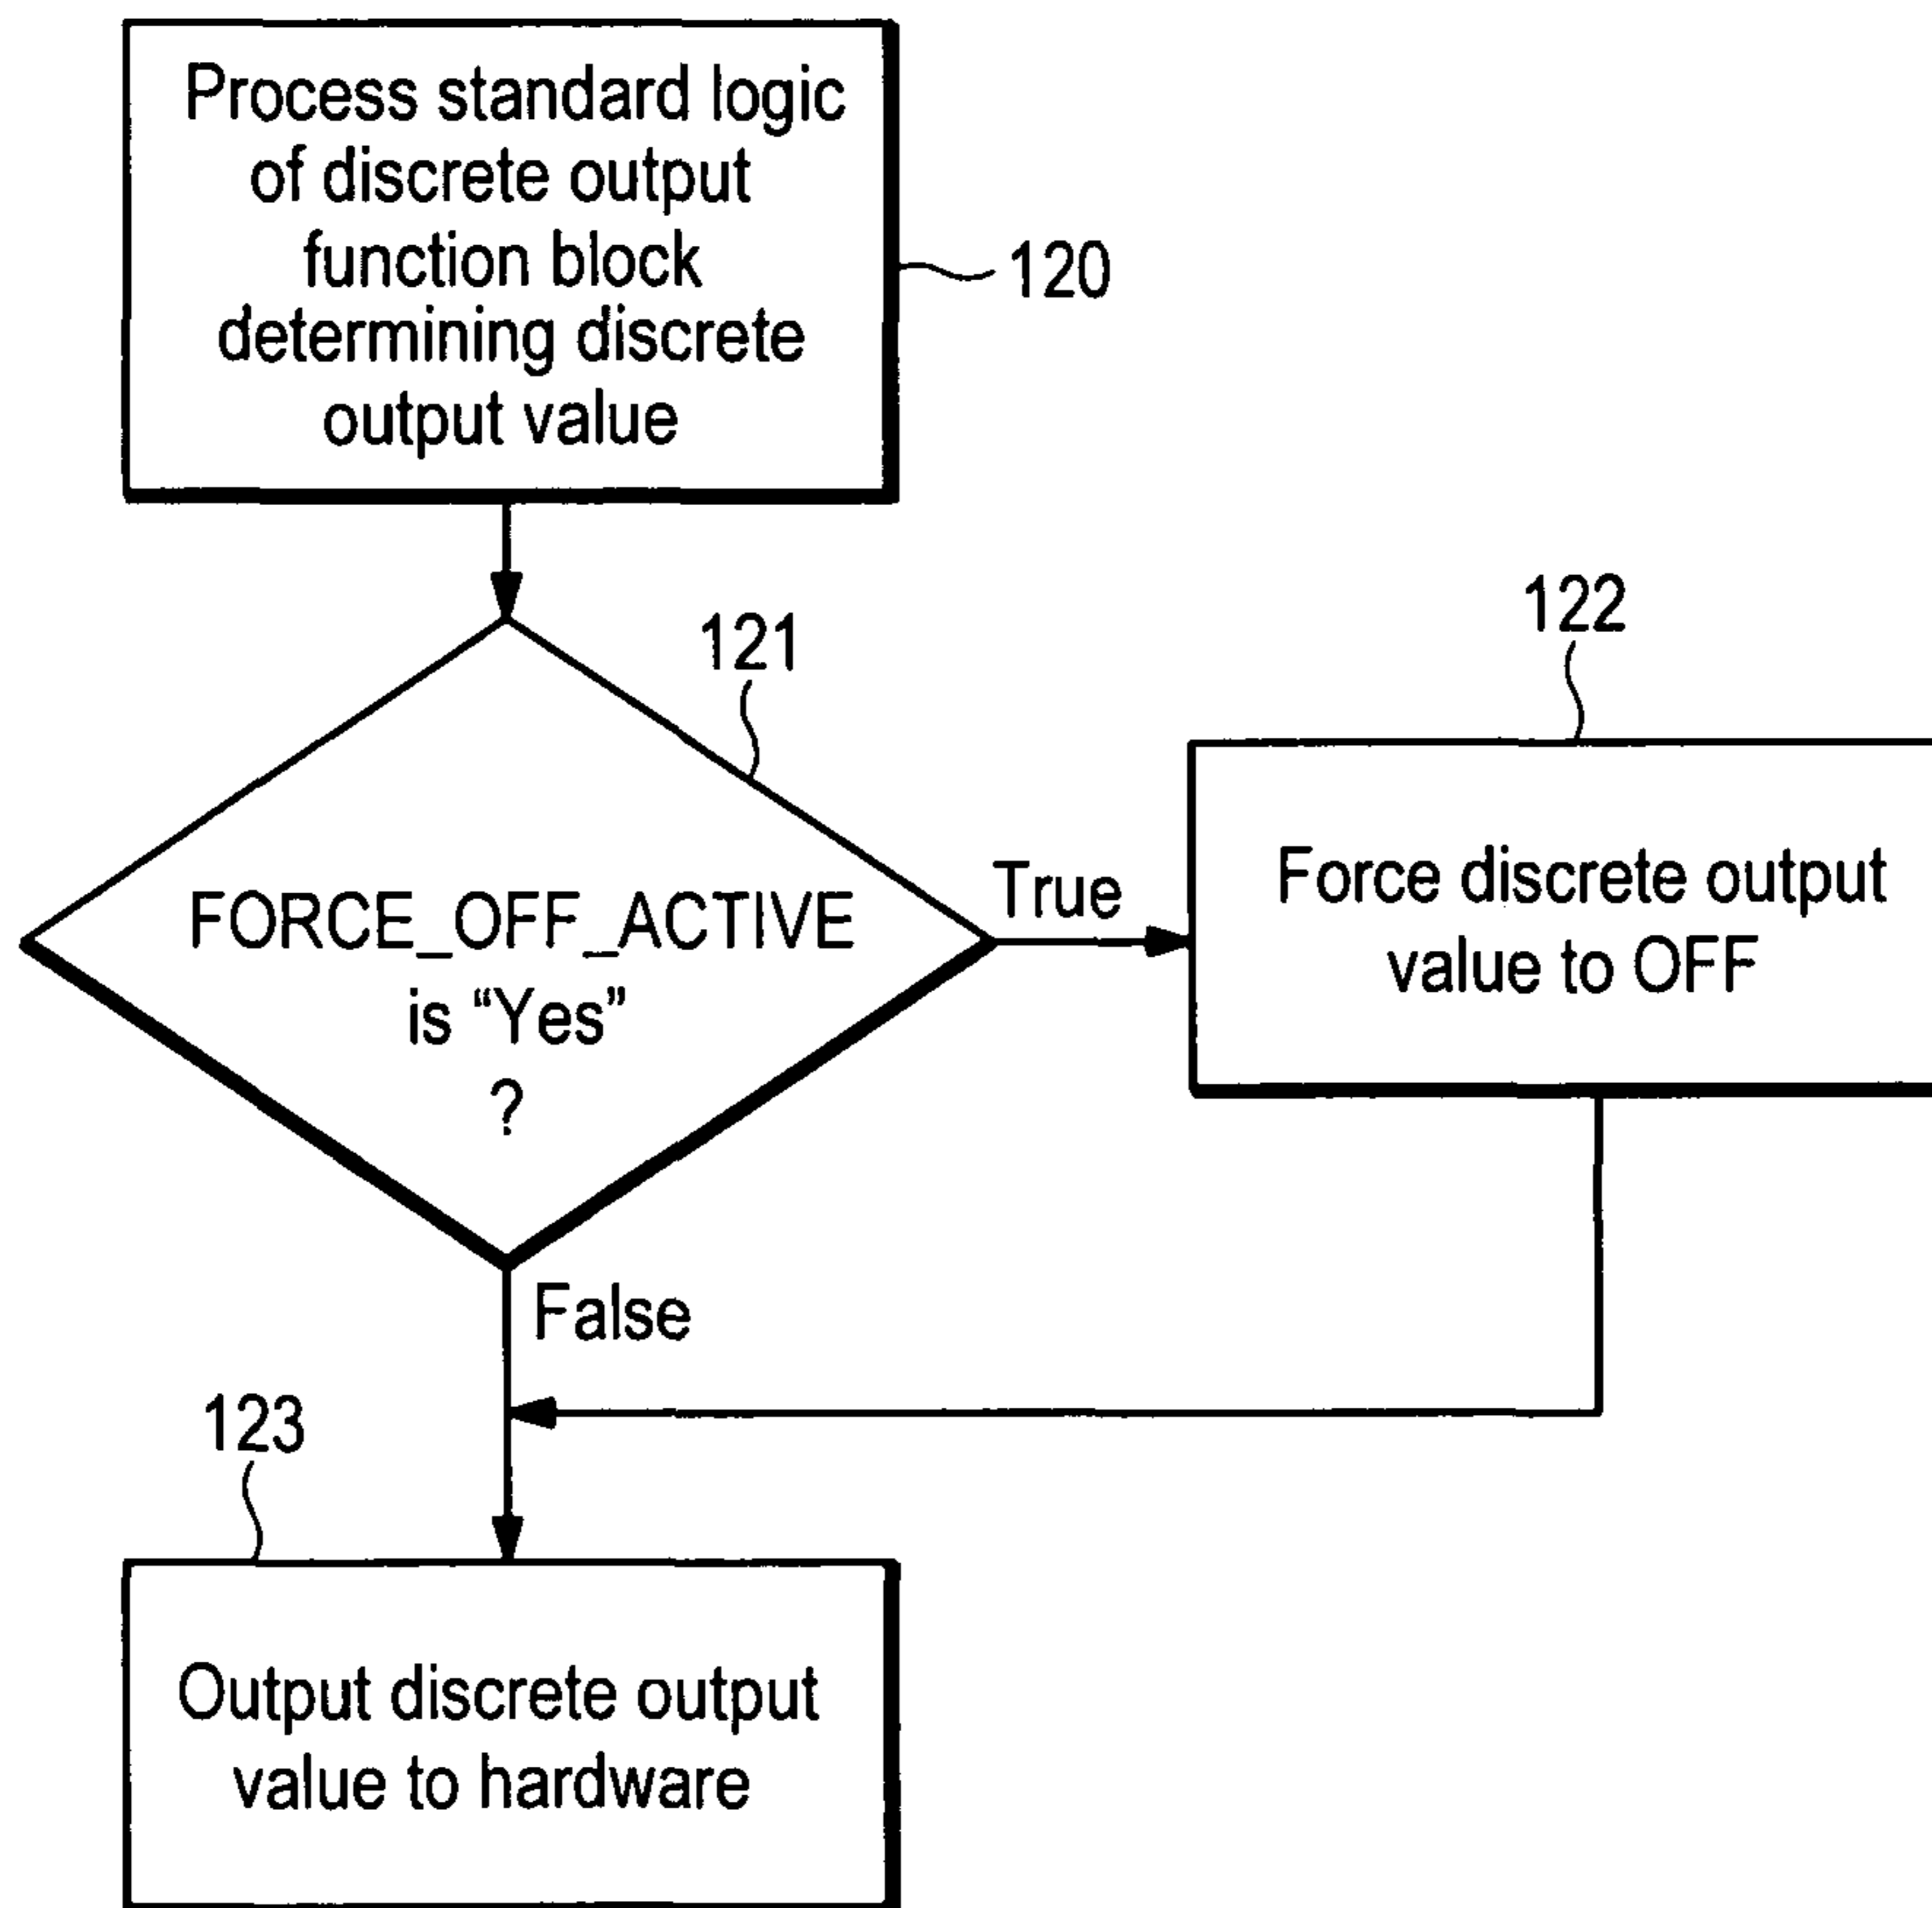 Process standard logic
of discrete output
function block
determining discrete
output value
120
121
FORCE_OFF_ACTIVE
is “Yes”
?
True
122
Force discrete output
value to OFF
False
123
Output discrete output
value to hardware